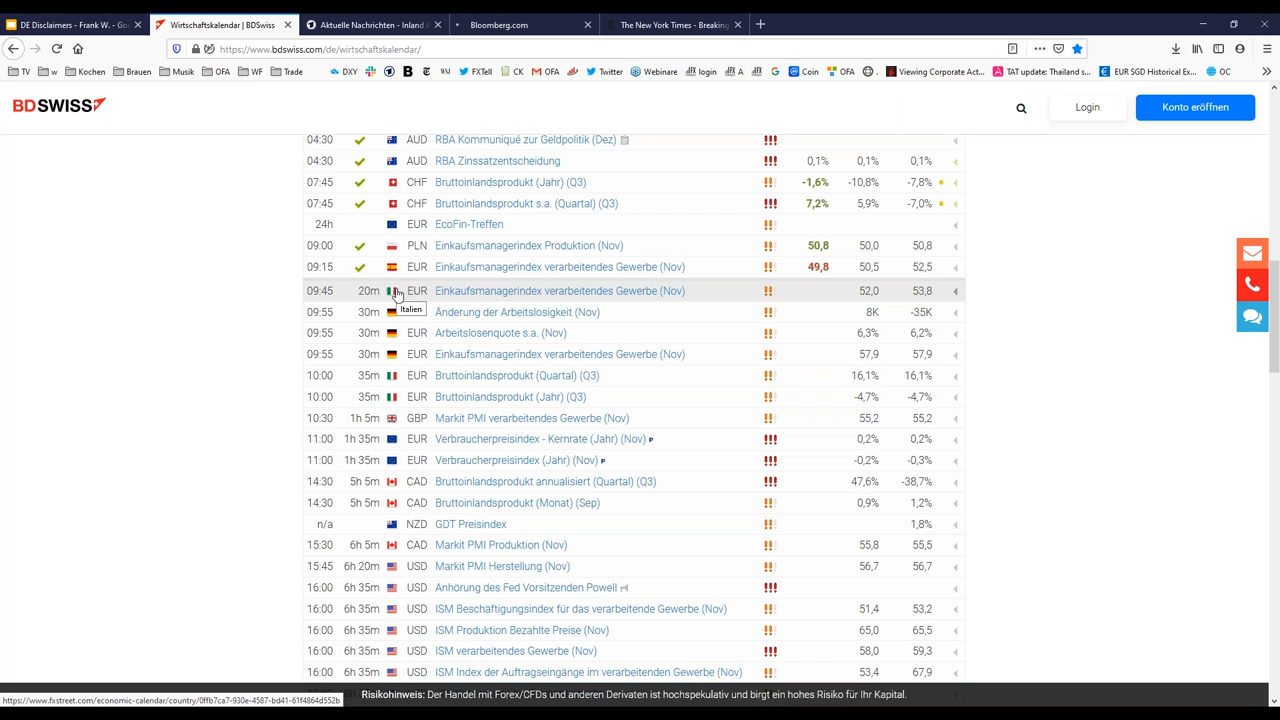 DE Disclaimers - Frank W. - Goo
Wirtschaftskalendar | BDSwiss
Aktuelle Nachrichten - Inland A
Bloomberg.com
The New York Times - Breaking
https://www.bdswiss.com/de/wirtschaftskalendar/
TV w Kochen Brauen Musik OFA WF Trade DXY WSJ FXTell CK OFA Twitter Webinare login A Coin OFA Viewing Corporate Act... TAT update: Thailand s... EUR SGD Historical Ex... OC
BDSWISS Login Konto eröffnen
04:30 AUD RBA Kommuniqué zur Geldpolitik (Dez)
04:30 AUD RBA Zinssatzentscheidung 0,1% 0,1% 0,1%
07:45 CHF Bruttoinlandsprodukt (Jahr) (Q3) -1,6% -10,8% -7,8%
07:45 CHF Bruttoinlandsprodukt s.a. (Quartal) (Q3) 7,2% 5,9% -7,0%
24h EUR EcoFin-Treffen
09:00 PLN Einkaufsmanagerindex Produktion (Nov) 50,8 50,0 50,8
09:15 EUR Einkaufsmanagerindex verarbeitendes Gewerbe (Nov) 49,8 50,5 52,5
09:45 20m EUR Einkaufsmanagerindex verarbeitendes Gewerbe (Nov) 52,0 53,8
Italien
09:55 30m Änderung der Arbeitslosigkeit (Nov) 8K -35K
09:55 30m EUR Arbeitslosenquote s.a. (Nov) 6,3% 6,2%
09:55 30m EUR Einkaufsmanagerindex verarbeitendes Gewerbe (Nov) 57,9 57,9
10:00 35m EUR Bruttoinlandsprodukt (Quartal) (Q3) 16,1% 16,1%
10:00 35m EUR Bruttoinlandsprodukt (Jahr) (Q3) -4,7% -4,7%
10:30 1h 5m GBP Markit PMI verarbeitendes Gewerbe (Nov) 55,2 55,2
11:00 1h 35m EUR Verbraucherpreisindex - Kernrate (Jahr) (Nov) P 0,2% 0,2%
11:00 1h 35m EUR Verbraucherpreisindex (Jahr) (Nov) P -0,2% -0,3%
14:30 5h 5m CAD Bruttoinlandsprodukt annualisiert (Quartal) (Q3) 47,6% -38,7%
14:30 5h 5m CAD Bruttoinlandsprodukt (Monat) (Sep) 0,9% 1,2%
n/a NZD GDT Preisindex 1,8%
15:30 6h 5m CAD Markit PMI Produktion (Nov) 55,8 55,5
15:45 6h 20m USD Markit PMI Herstellung (Nov) 56,7 56,7
16:00 6h 35m USD Anhörung des Fed Vorsitzenden Powell
16:00 6h 35m USD ISM Beschäftigungsindex für das verarbeitende Gewerbe (Nov) 51,4 53,2
16:00 6h 35m USD ISM Produktion Bezahlte Preise (Nov) 65,0 65,5
16:00 6h 35m USD ISM verarbeitendes Gewerbe (Nov) 58,0 59,3
16:00 6h 35m USD ISM Index der Auftragseingänge im verarbeitenden Gewerbe (Nov) 53,4 67,9
Risikohinweis: Der Handel mit Forex/CFDs und anderen Derivaten ist hochspekulativ und birgt ein hohes Risiko für Ihr Kapital.
https://www.fxstreet.com/economic-calendar/country/0ffb7ca7-930e-4587-bd41-61f4864d552b